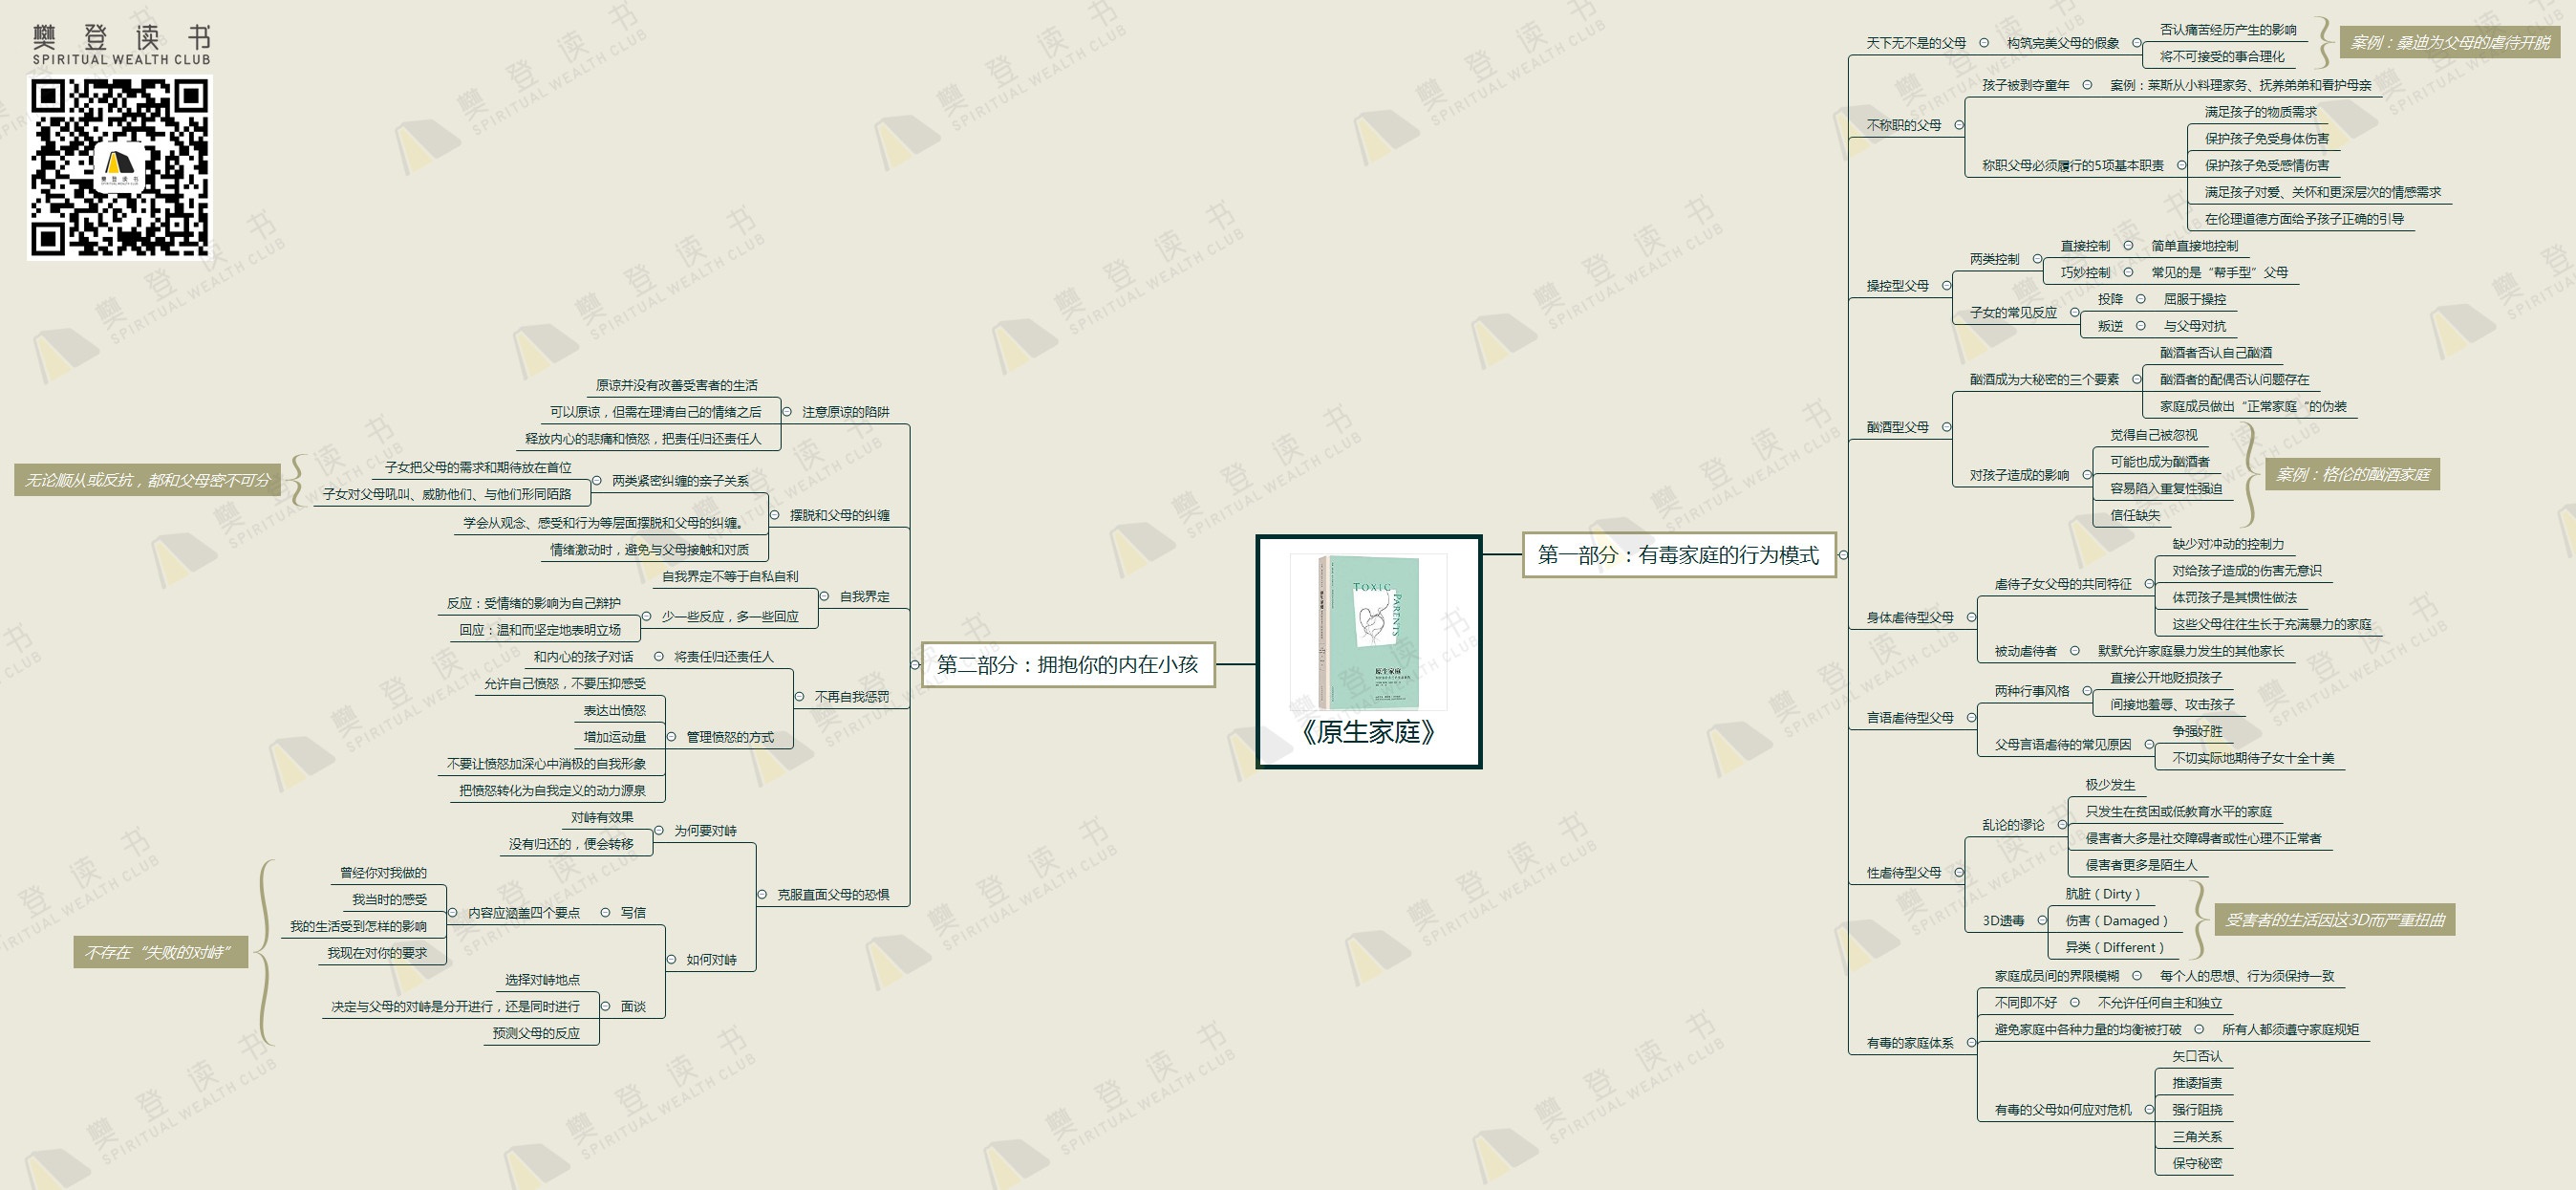 樊登读书
SPIRITUAL WEALTH CLUB
樊登读书
《原生家庭》
TOXIC
PARENTS
原生家庭
第一部分：有毒家庭的行为模式
天下无不是的父母
构筑完美父母的假象
否认痛苦经历产生的影响
将不可接受的事合理化
案例：桑迪为父母的虐待开脱
不称职的父母
孩子被剥夺童年
案例：莱斯从小料理家务、抚养弟弟和看护母亲
称职父母必须履行的5项基本职责
满足孩子的物质需求
保护孩子免受身体伤害
保护孩子免受感情伤害
满足孩子对爱、关怀和更深层次的情感需求
在伦理道德方面给予孩子正确的引导
操控型父母
两类控制
直接控制
简单直接地控制
巧妙控制
常见的是“帮手型”父母
子女的常见反应
投降
屈服于操控
叛逆
与父母对抗
酗酒型父母
酗酒成为大秘密的三个要素
酗酒者否认自己酗酒
酗酒者的配偶否认问题存在
家庭成员做出“正常家庭“的伪装
对孩子造成的影响
觉得自己被忽视
可能也成为酗酒者
容易陷入重复性强迫
信任缺失
案例：格伦的酗酒家庭
身体虐待型父母
虐待子女父母的共同特征
缺少对冲动的控制力
对给孩子造成的伤害无意识
体罚孩子是其惯性做法
这些父母往往生长于充满暴力的家庭
被动虐待者
默默允许家庭暴力发生的其他家长
言语虐待型父母
两种行事风格
直接公开地贬损孩子
间接地羞辱、攻击孩子
父母言语虐待的常见原因
争强好胜
不切实际地期待子女十全十美
性虐待型父母
乱论的谬论
极少发生
只发生在贫困或低教育水平的家庭
侵害者大多是社交障碍者或性心理不正常者
侵害者更多是陌生人
3D遗毒
肮脏（Dirty）
伤害（Damaged）
异类（Different）
受害者的生活因这3D而严重扭曲
有毒的家庭体系
家庭成员间的界限模糊
每个人的思想、行为须保持一致
不同即不好
不允许任何自主和独立
避免家庭中各种力量的均衡被打破
所有人都须遵守家庭规矩
有毒的父母如何应对危机
矢口否认
推诿指责
强行阻挠
三角关系
保守秘密
第二部分：拥抱你的内在小孩
注意原谅的陷阱
原谅并没有改善受害者的生活
可以原谅，但需在理清自己的情绪之后
释放内心的悲痛和愤怒，把责任归还责任人
摆脱和父母的纠缠
两类紧密纠缠的亲子关系
子女把父母的需求和期待放在首位
子女对父母吼叫、威胁他们、与他们形同陌路
无论顺从或反抗，都和父母密不可分
学会从观念、感受和行为等层面摆脱和父母的纠缠。
情绪激动时，避免与父母接触和对质
自我界定
自我界定不等于自私自利
少一些反应，多一些回应
反应：受情绪的影响为自己辩护
回应：温和而坚定地表明立场
不再自我惩罚
将责任归还责任人
和内心的孩子对话
管理愤怒的方式
允许自己愤怒，不要压抑感受
表达出愤怒
增加运动量
不要让愤怒加深心中消极的自我形象
把愤怒转化为自我定义的动力源泉
克服直面父母的恐惧
为何要对峙
对峙有效果
没有归还的，便会转移
如何对峙
写信
内容应涵盖四个要点
曾经你对我做的
我当时的感受
我的生活受到怎样的影响
我现在对你的要求
面谈
选择对峙地点
决定与父母的对峙是分开进行，还是同时进行
预测父母的反应
不存在“失败的对峙”